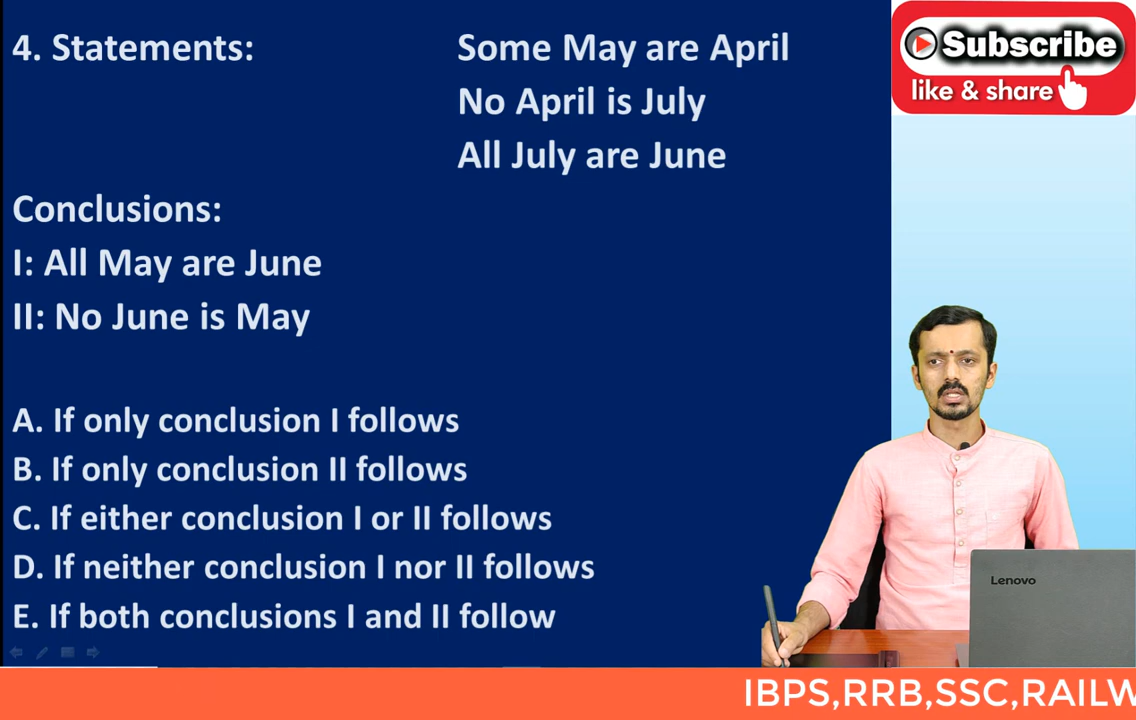 4. Statements: Some May are April
No April is July
All July are June
Conclusions:
I: All May are June
II: No June is May
A. If only conclusion I follows
B. If only conclusion II follows
C. If either conclusion I or II follows
D. If neither conclusion I nor II follows
E. If both conclusions I and II follow
Subscribe
like & share
Lenovo
IBPS,RRB,SSC,RAILW